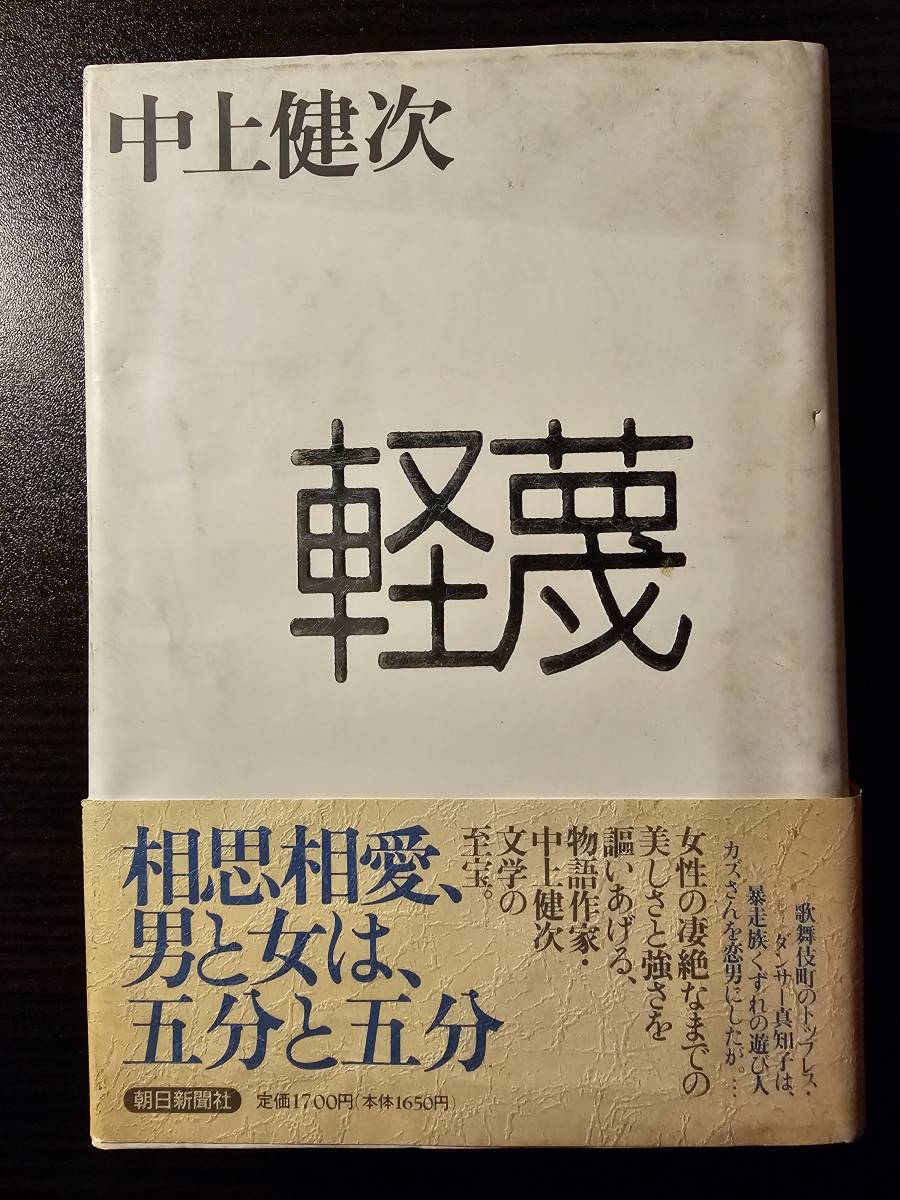 中上健次
軽蔑
歌舞伎町のトップレス・
ダンサー真知子は、
暴走族くずれの遊び人
カズさんを恋男にしたが。…
女性の凄絶なまでの
美しさと強さを
謳いあげる、
物語作家・
中上健次
文学の
至宝。
相思相愛、
男と女は、
五分と五分
朝日新聞社
定価1700円(本体1650円)